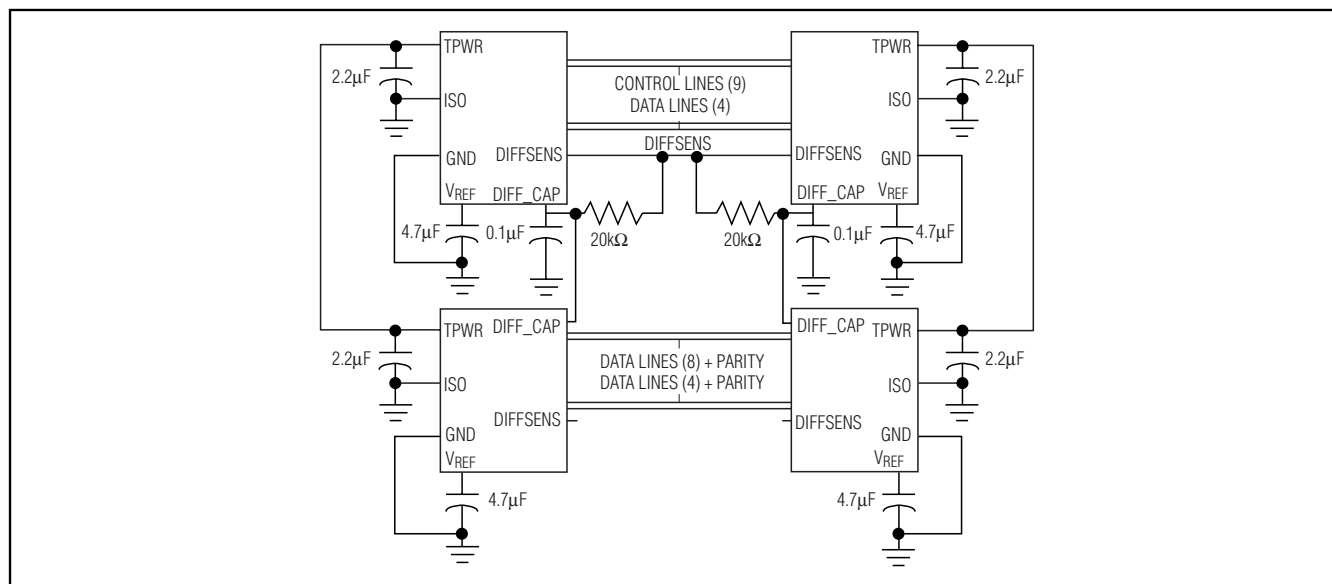 TPWR
2.2µF
ISO
GND
DIFFSENS
VREF
DIFF_CAP
4.7µF
0.1µF
20kΩ
CONTROL LINES (9)
DATA LINES (4)
DIFFSENS
TPWR
2.2µF
ISO
GND
DIFFSENS
VREF
DIFF_CAP
20kΩ
0.1µF
4.7µF
TPWR
DIFF_CAP
2.2µF
ISO
DIFFSENS
GND
VREF
4.7µF
DATA LINES (8) + PARITY
DATA LINES (4) + PARITY
DIFF_CAP
TPWR
2.2µF
ISO
DIFFSENS
GND
VREF
4.7µF